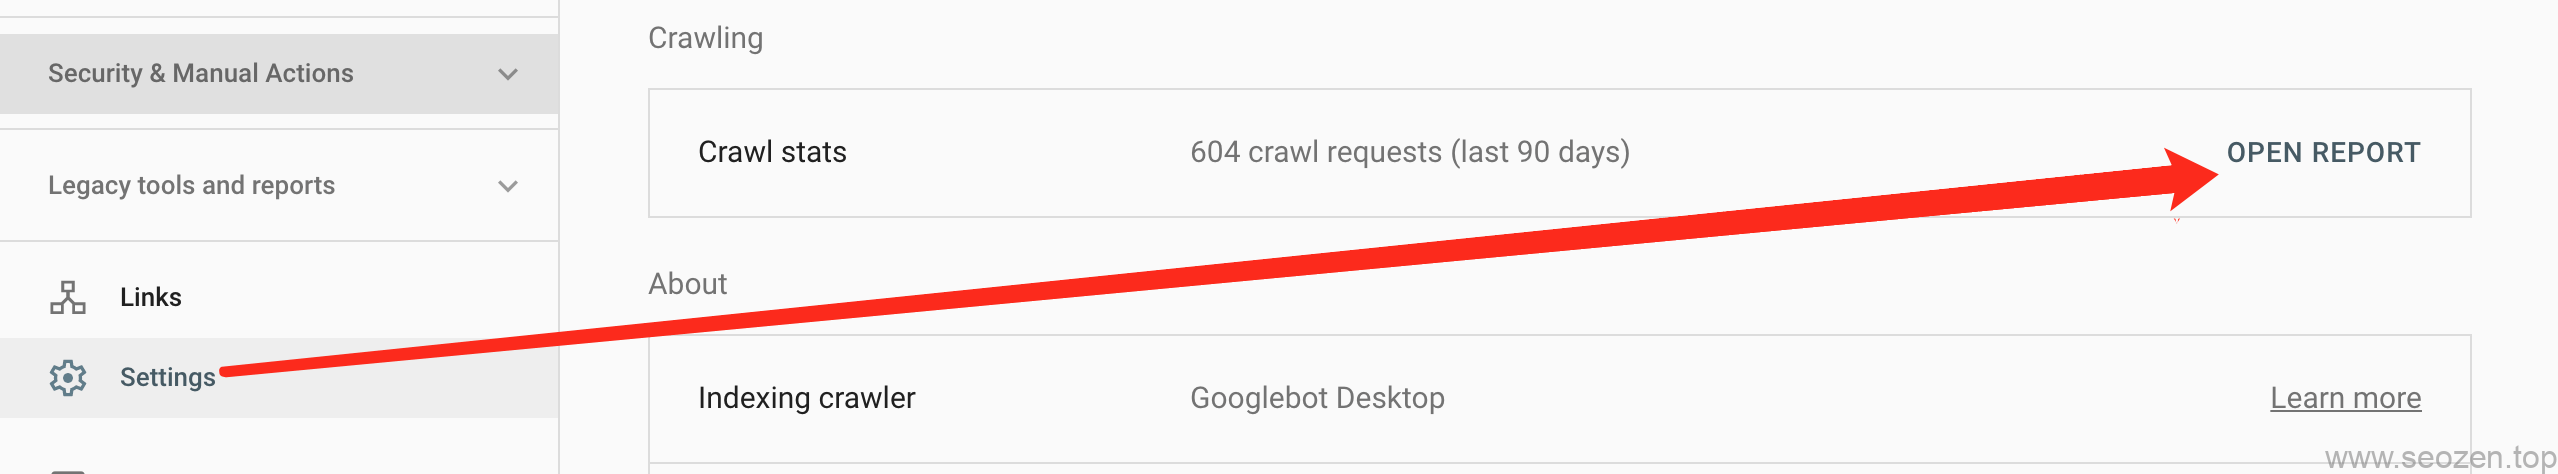 Security & Manual Actions
Legacy tools and reports
Links
Settings
Crawling
Crawl stats 604 crawl requests (last 90 days) OPEN REPORT
About
Indexing crawler Googlebot Desktop Learn more
www.seozen.top